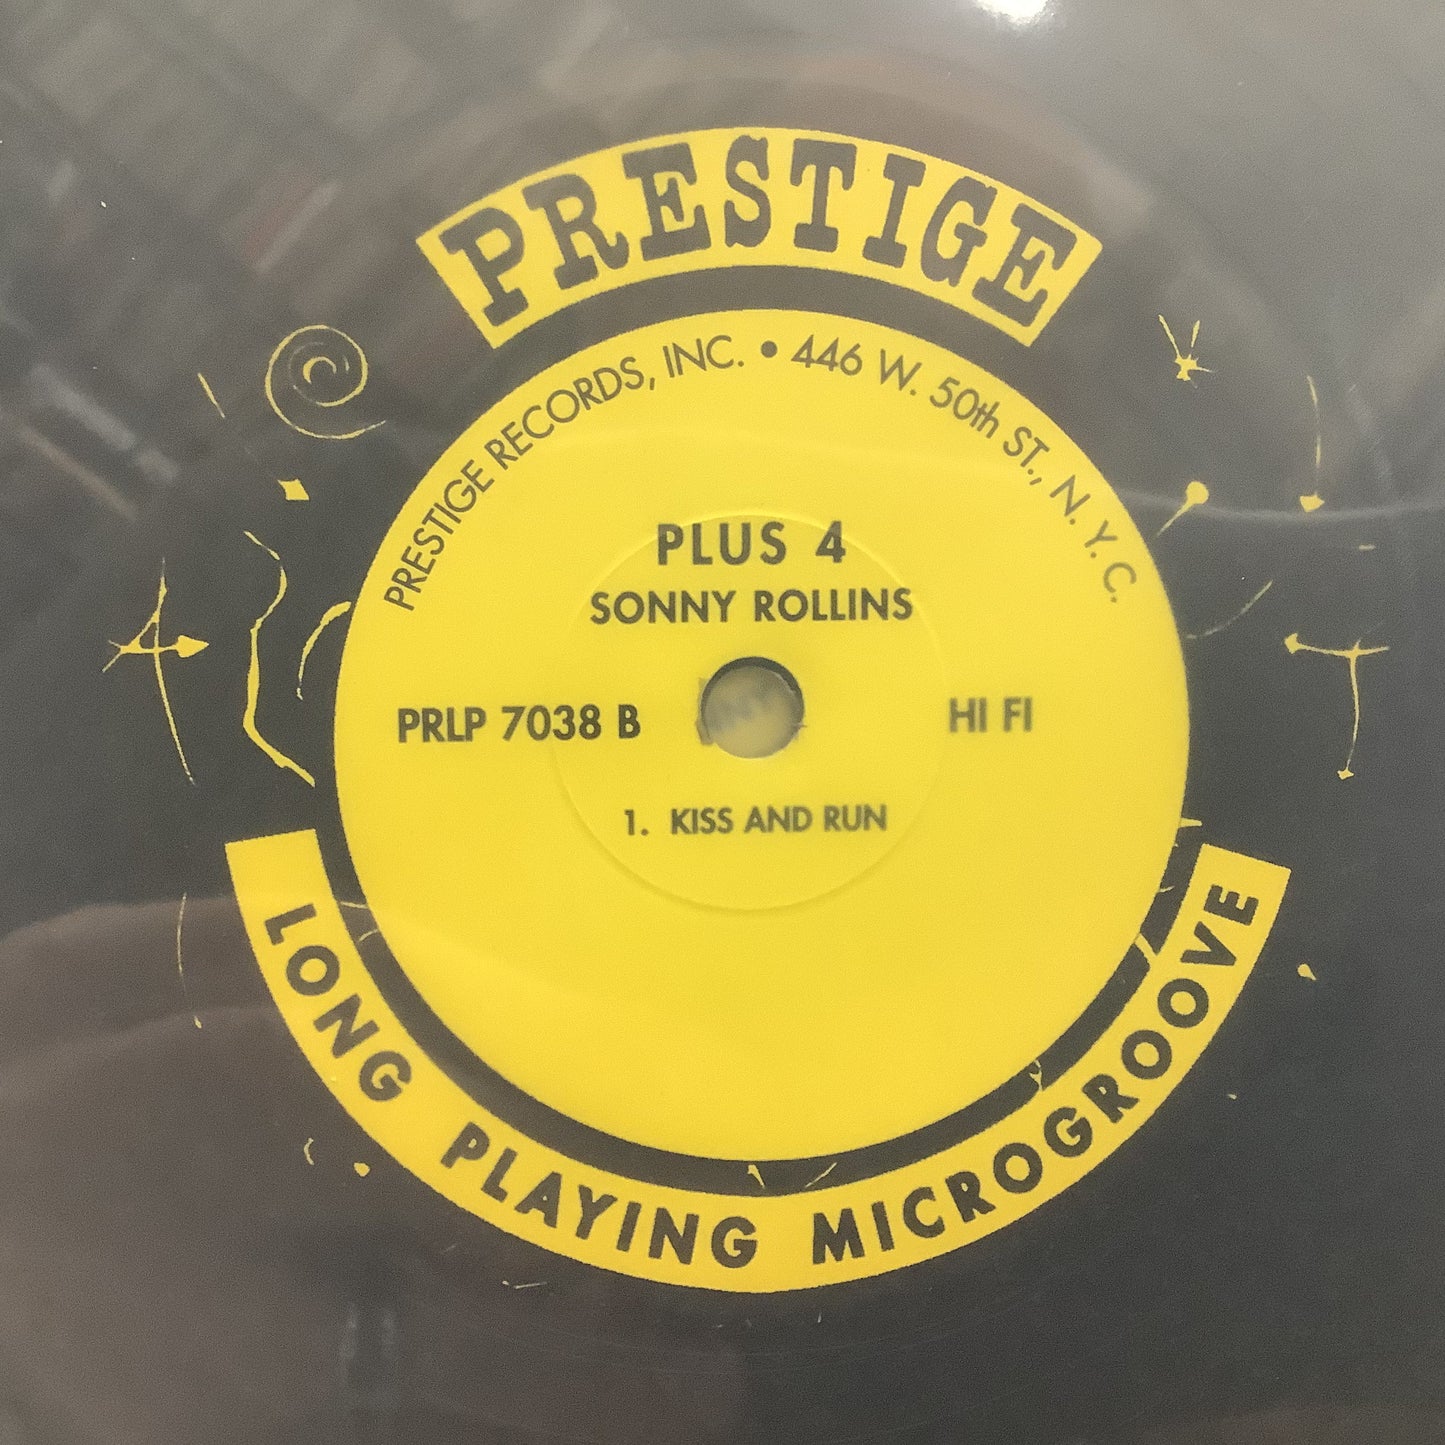 PRESTIGE
PRESTIGE RECORDS, INC. • 446 W. 50th ST., N. Y. C.
PLUS 4
SONNY ROLLINS
PRLP 7038 B
HI FI
1. KISS AND RUN
LONG PLAYING MICROGROOVE